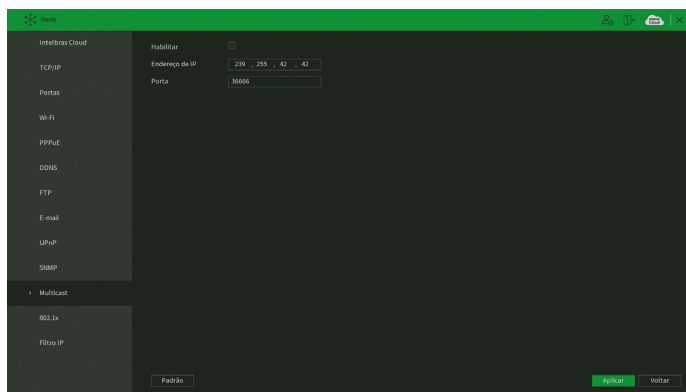 Rede
Intelbras Cloud
TCP/IP
Portas
Wi-Fi
PPPoE
DDNS
FTP
E-mail
UPnP
SNMP
> Multicast
802.1x
Filtro IP
Habilitar
Endereço de IP 239 . 255 . 42 . 42
Porta 36666
Padrão
Aplicar Voltar